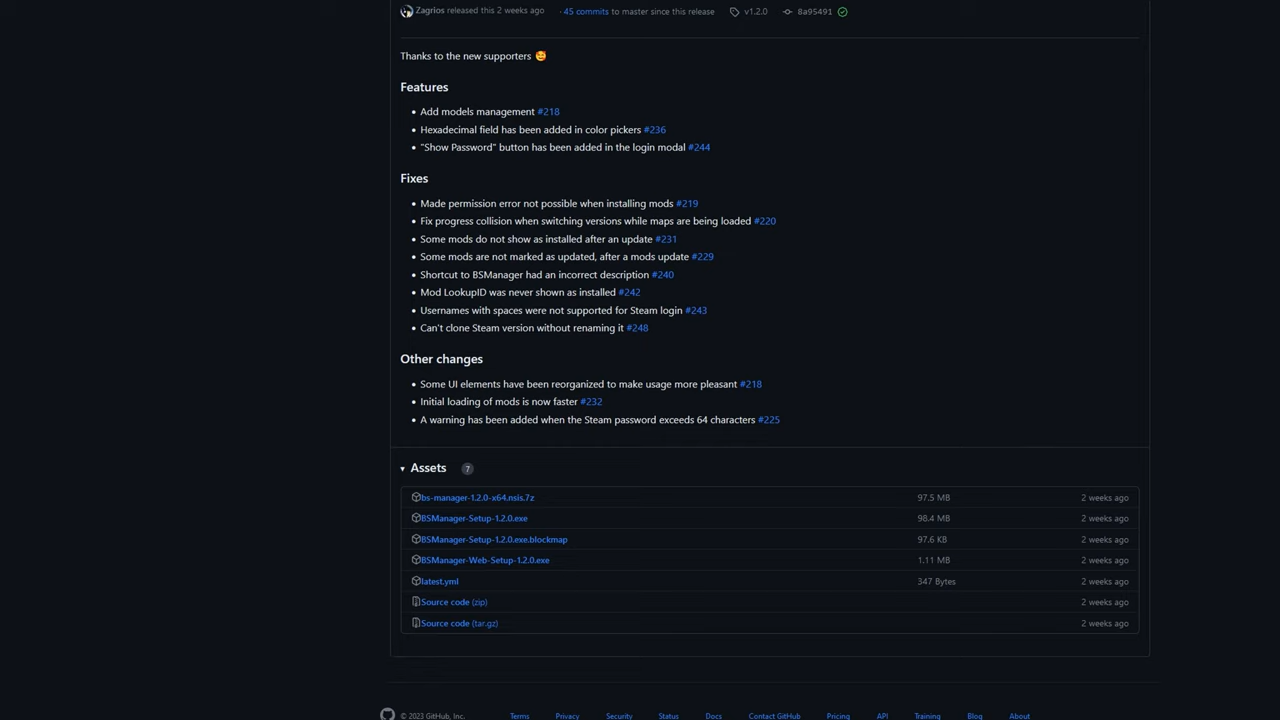 Zagrios released this 2 weeks ago · 45 commits to master since this release v1.2.0 8a95491
Thanks to the new supporters 🥰
Features
• Add models management #218
• Hexadecimal field has been added in color pickers #236
• "Show Password" button has been added in the login modal #244
Fixes
• Made permission error not possible when installing mods #219
• Fix progress collision when switching versions while maps are being loaded #220
• Some mods do not show as installed after an update #231
• Some mods are not marked as updated, after a mods update #229
• Shortcut to BSManager had an incorrect description #240
• Mod LookupID was never shown as installed #242
• Usernames with spaces were not supported for Steam login #243
• Can't clone Steam version without renaming it #248
Other changes
• Some UI elements have been reorganized to make usage more pleasant #218
• Initial loading of mods is now faster #232
• A warning has been added when the Steam password exceeds 64 characters #225
Assets 7
bs-manager-1.2.0-x64.nsis.7z 97.5 MB 2 weeks ago
BSManager-Setup-1.2.0.exe 98.4 MB 2 weeks ago
BSManager-Setup-1.2.0.exe.blockmap 97.6 KB 2 weeks ago
BSManager-Web-Setup-1.2.0.exe 1.11 MB 2 weeks ago
latest.yml 347 Bytes 2 weeks ago
Source code (zip) 2 weeks ago
Source code (tar.gz) 2 weeks ago
© 2023 GitHub, Inc. Terms Privacy Security Status Docs Contact GitHub Pricing API Training Blog About